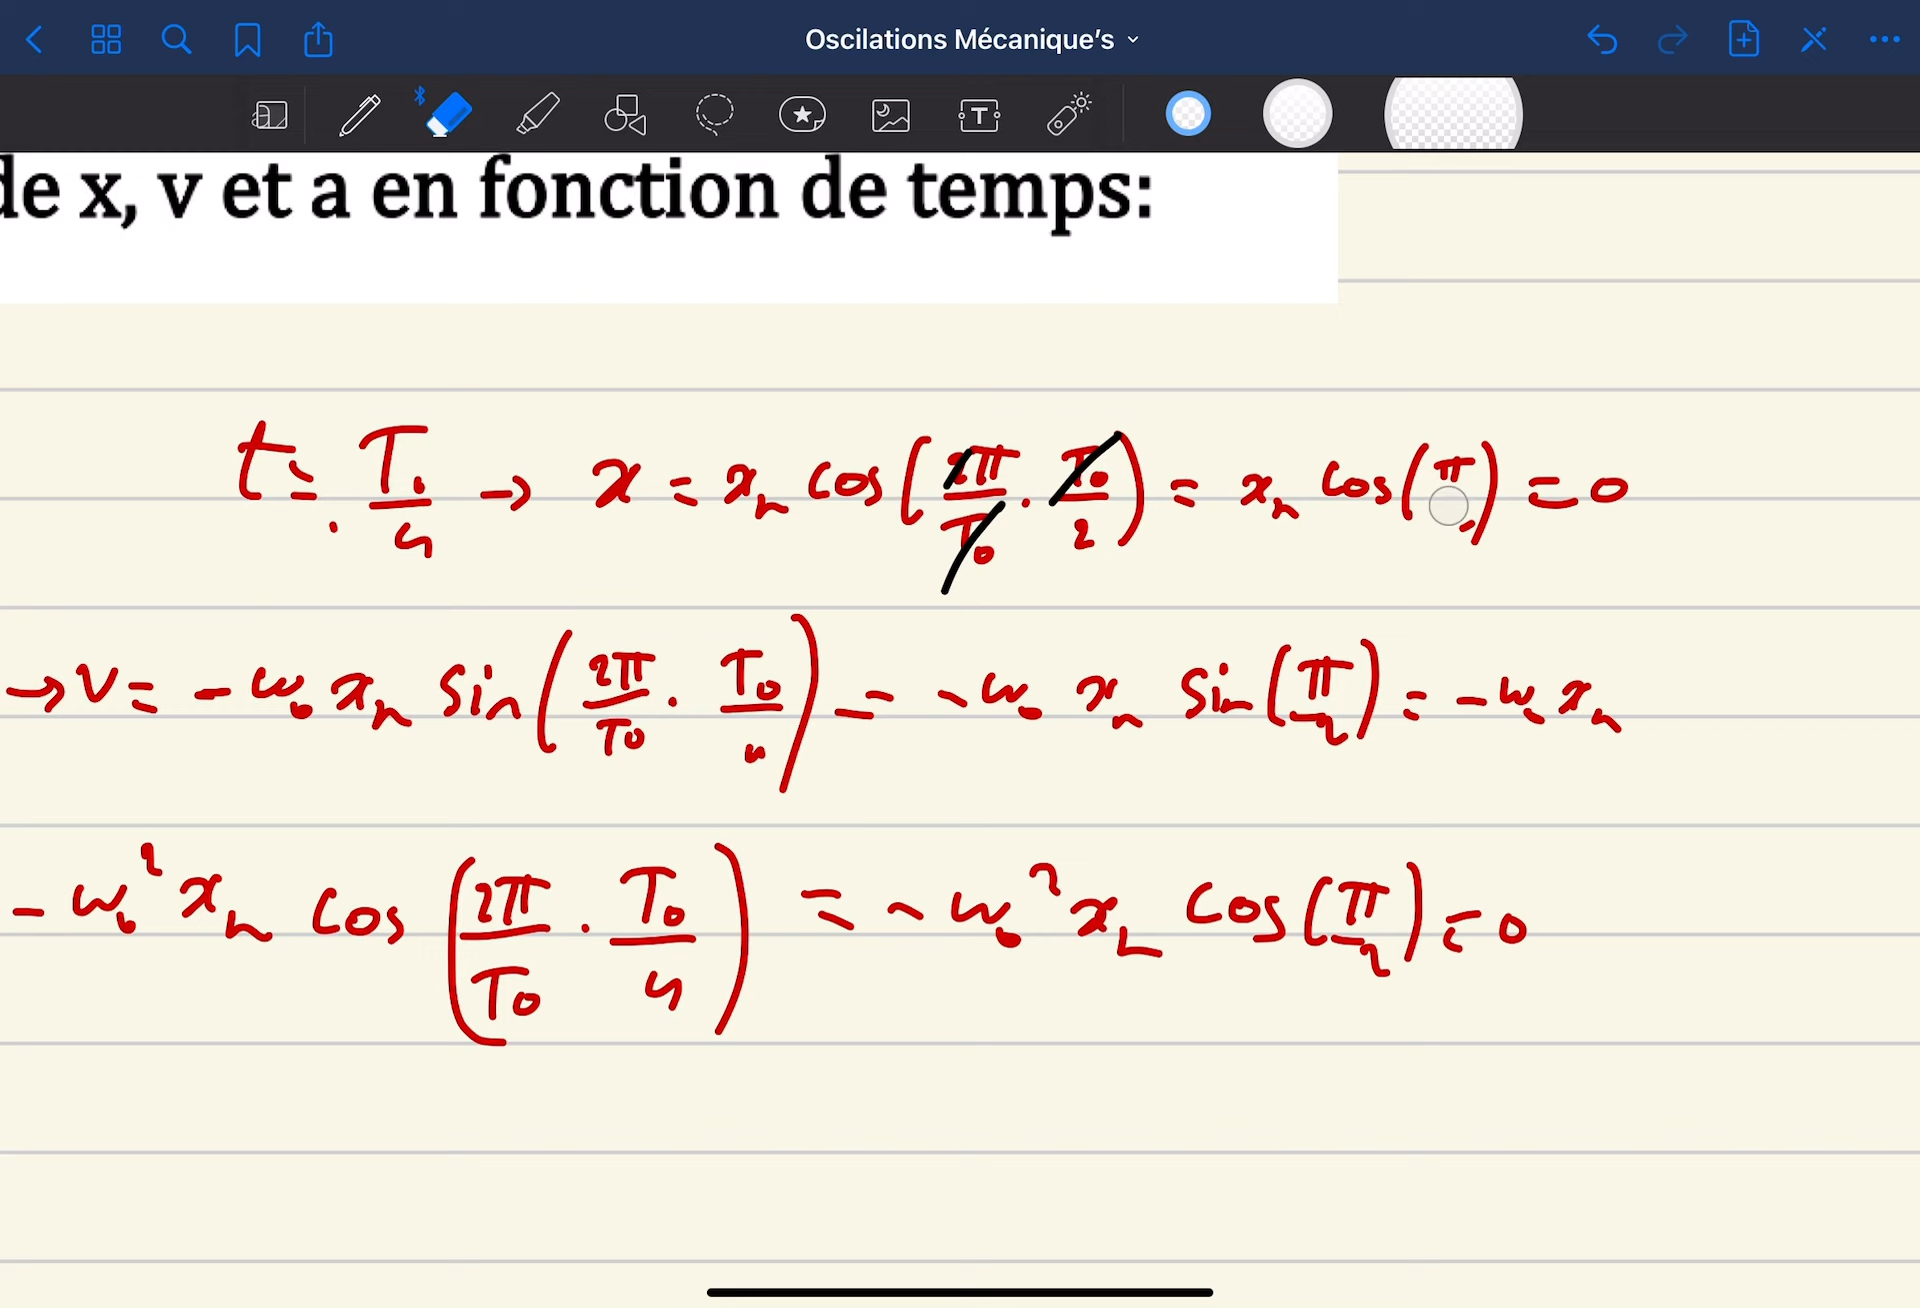 Oscilations Mécanique's
de x, v et a en fonction de temps:
t = T₀/4 → x = xₘ cos(2π/T₀ · T₀/2) = xₘ cos(π) = 0
→ v = -ω₀ xₘ sin(2π/T₀ · T₀/4) = -ω₀ xₘ sin(π/2) = -ω₀ xₘ
-ω₀² xₘ cos(2π/T₀ · T₀/4) = -ω₀² xₘ cos(π/2) = 0